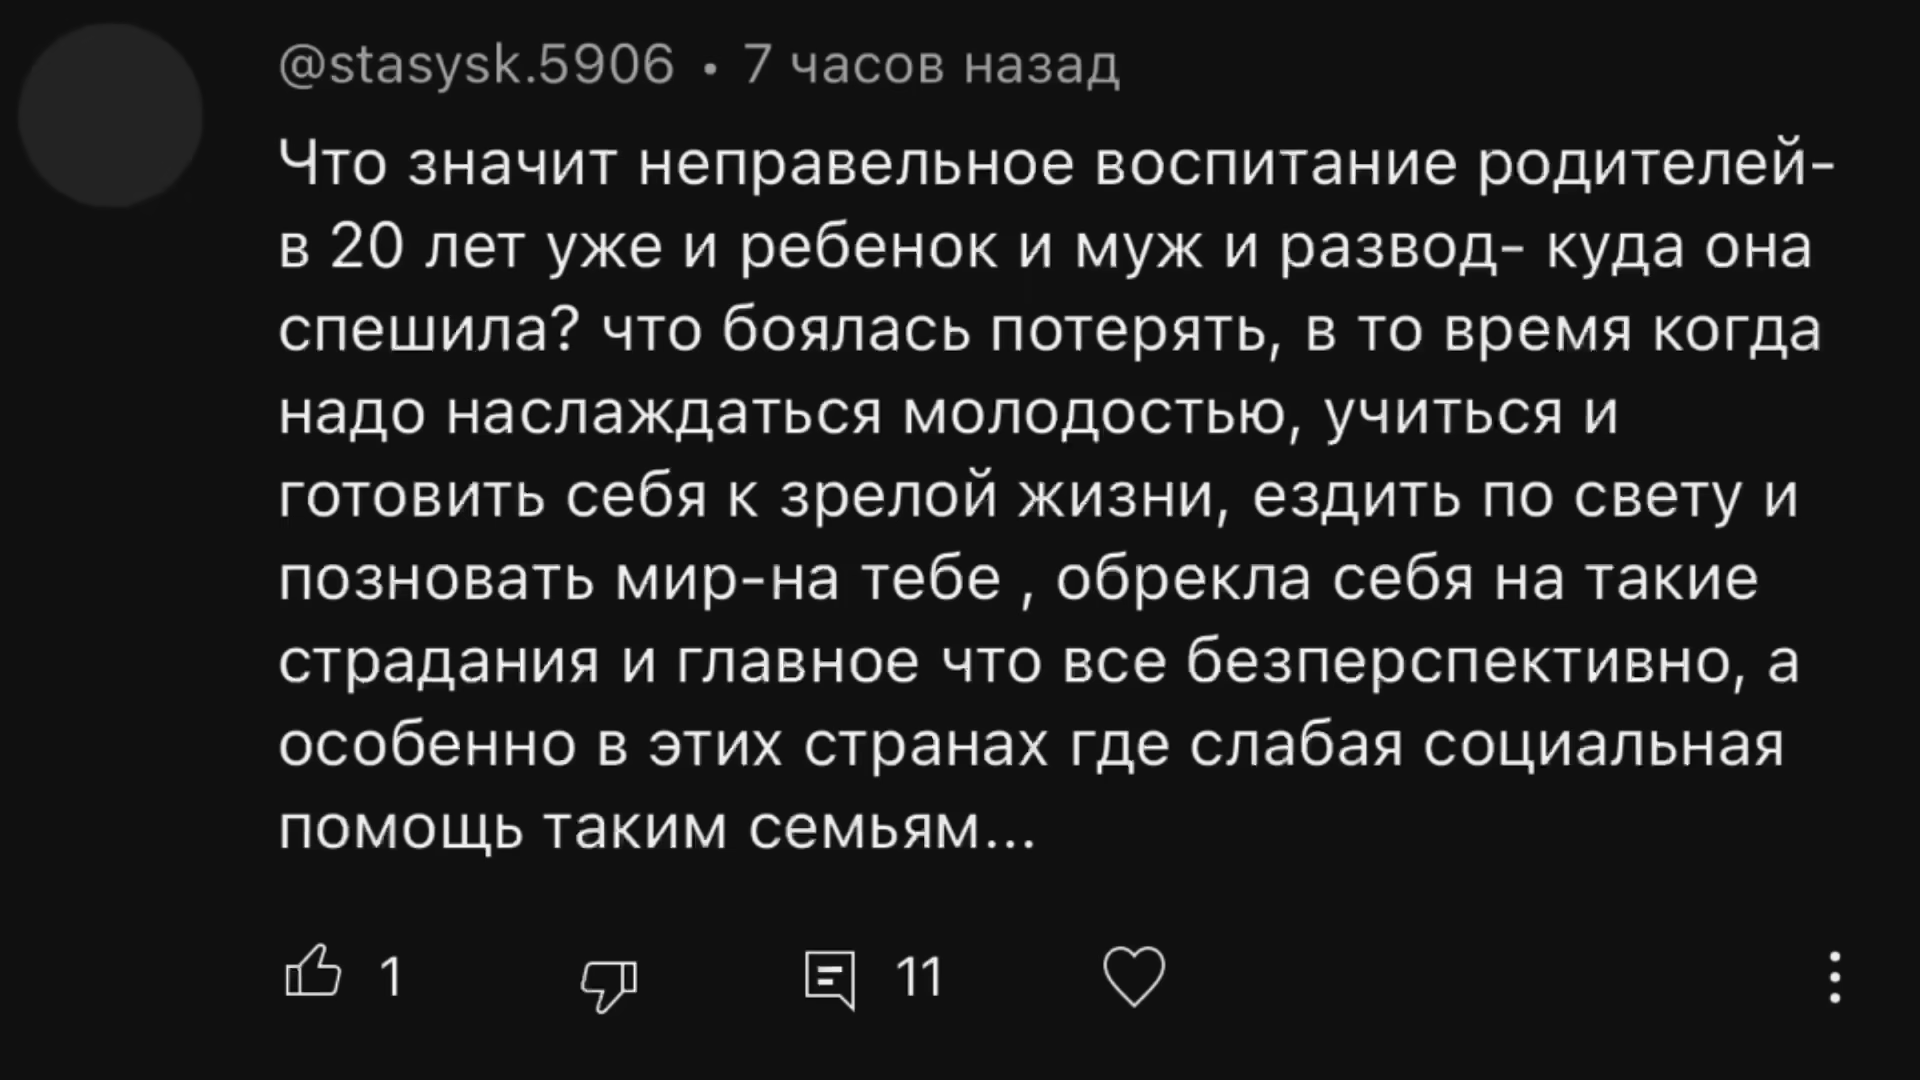 @stasysk.5906 • 7 часов назад
Что значит неправельное воспитание родителей-
в 20 лет уже и ребенок и муж и развод- куда она
спешила? что боялась потерять, в то время когда
надо наслаждаться молодостью, учиться и
готовить себя к зрелой жизни, ездить по свету и
позновать мир-на тебе , обрекла себя на такие
страдания и главное что все безперспективно, а
особенно в этих странах где слабая социальная
помощь таким семьям...
1 11